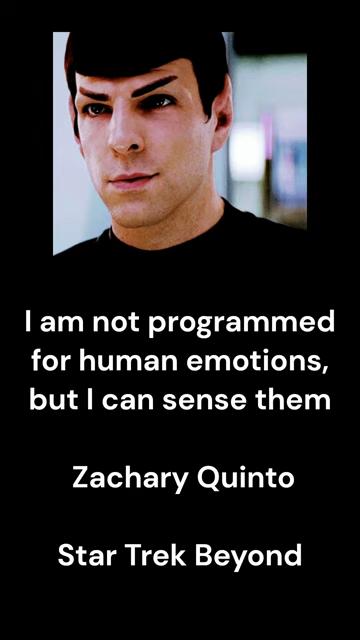 I am not programmed
for human emotions,
but I can sense them
Zachary Quinto
Star Trek Beyond